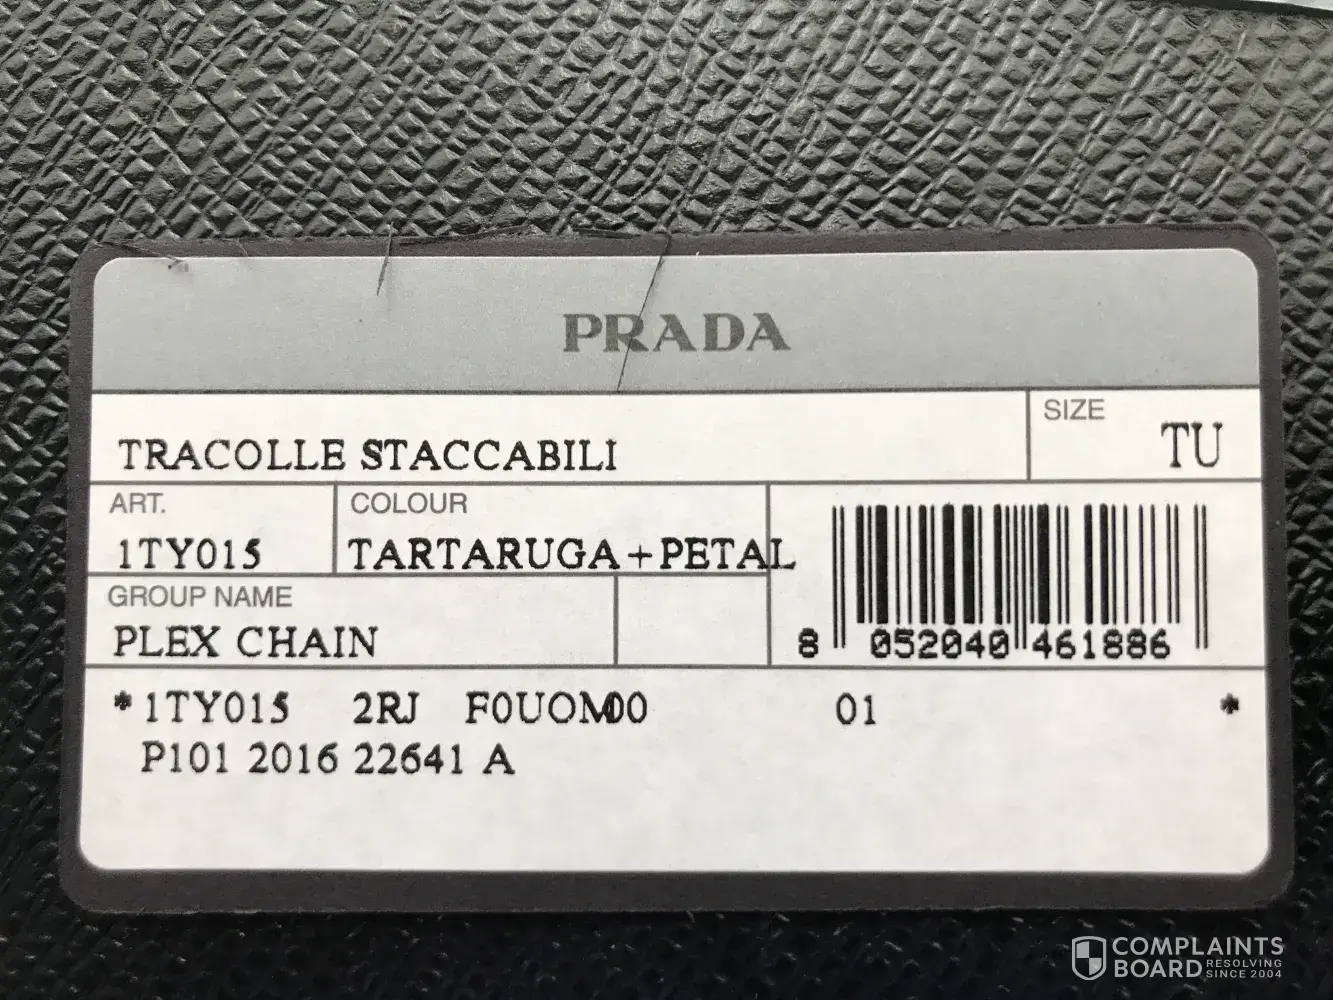 PRADA
SIZE
TRACOLLE STACCABILI TU
ART. COLOUR
1TY015 TARTARUGA+PETAL
GROUP NAME
PLEX CHAIN
8 052040 461886
*1TY015 2RJ F0UOM00 01 *
P101 2016 22641 A
COMPLAINTS
BOARD RESOLVING
SINCE 2004